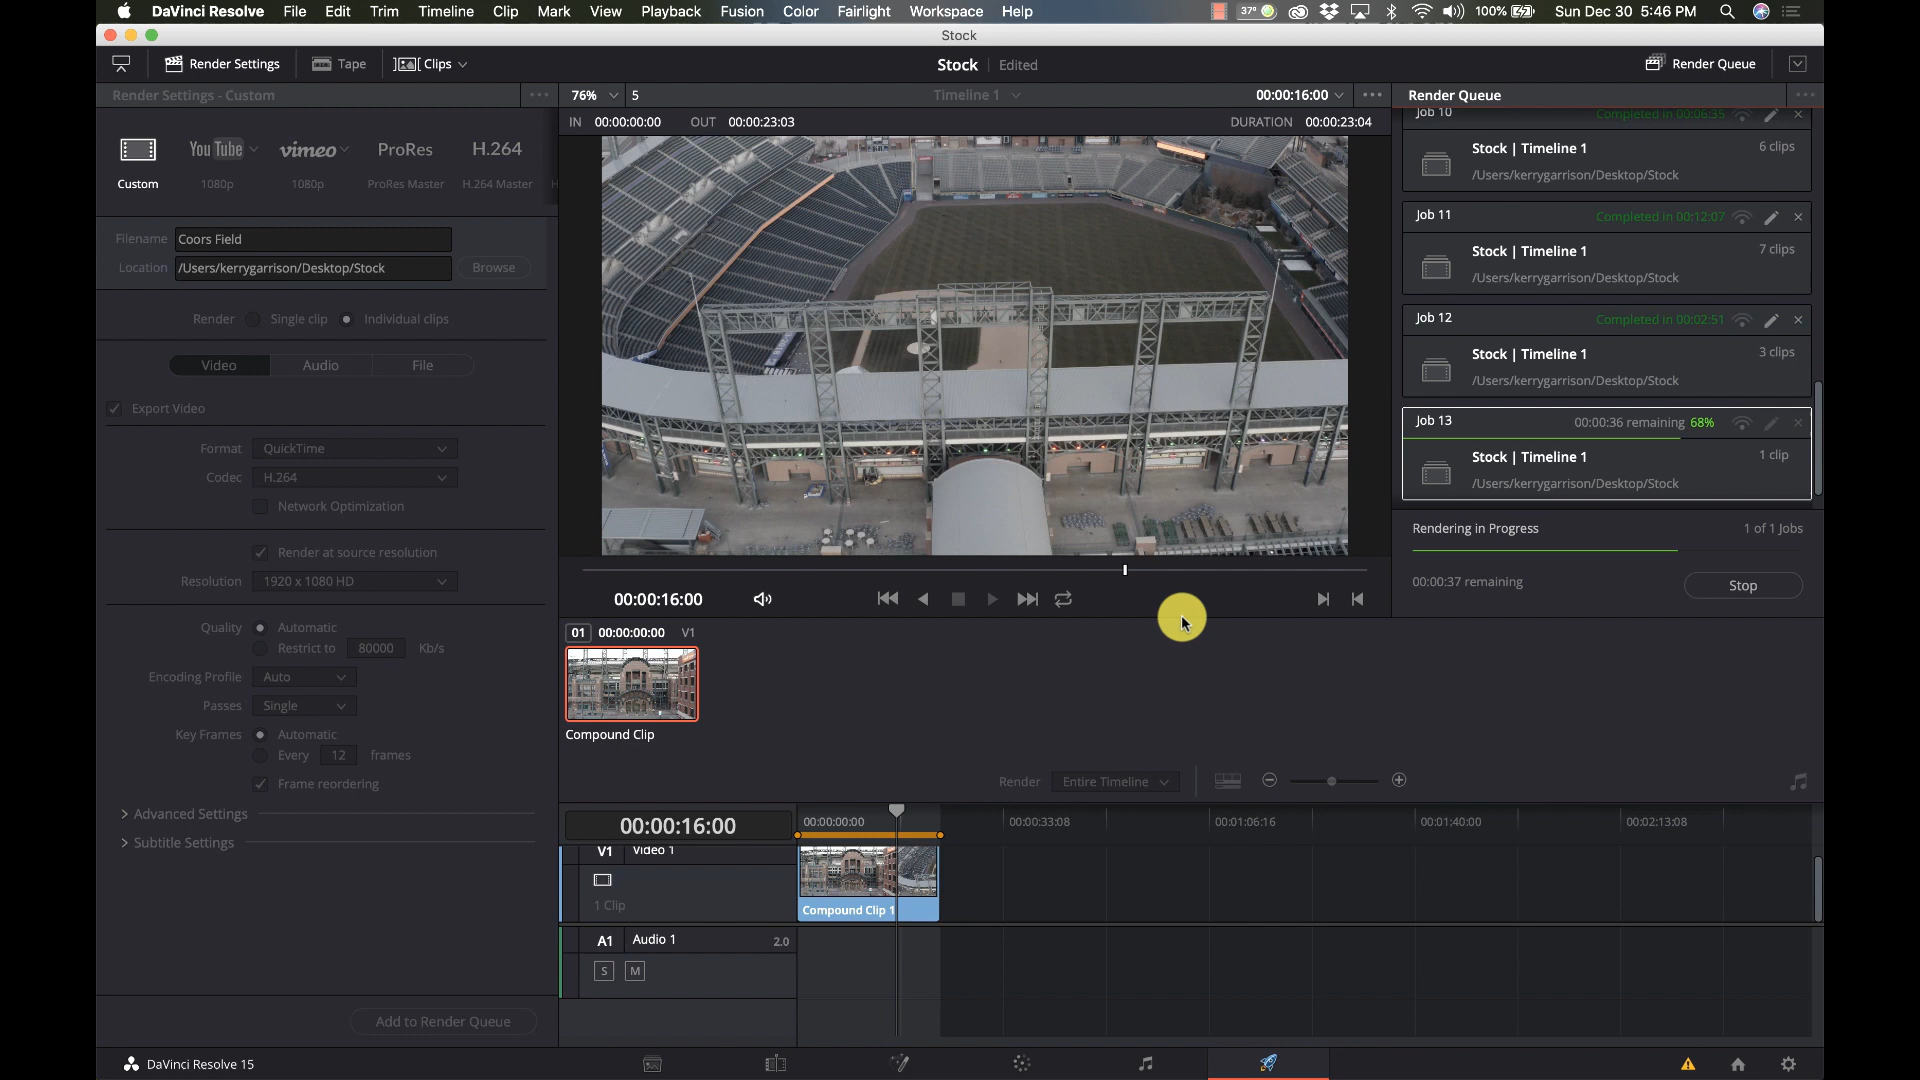 DaVinci Resolve File Edit Trim Timeline Clip Mark View Playback Fusion Color Fairlight Workspace Help 37° 100% Sun Dec 30 5:46 PM
Stock
Render Settings Tape Clips Stock Edited Render Queue
Render Settings - Custom 76% 5 Timeline 1 00:00:16:00 Render Queue
IN 00:00:00:00 OUT 00:00:23:03 DURATION 00:00:23:04
Job 10 Completed in 00:06:35
Stock | Timeline 1 6 clips
/Users/kerrygarrison/Desktop/Stock
Job 11 Completed in 00:12:07
Stock | Timeline 1 7 clips
/Users/kerrygarrison/Desktop/Stock
Job 12 Completed in 00:02:51
Stock | Timeline 1 3 clips
/Users/kerrygarrison/Desktop/Stock
Job 13 00:00:36 remaining 68%
Stock | Timeline 1 1 clip
/Users/kerrygarrison/Desktop/Stock
Rendering in Progress 1 of 1 Jobs
00:00:37 remaining Stop
YouTube vimeo ProRes H.264
Custom 1080p 1080p ProRes Master H.264 Master H
Filename Coors Field
Location /Users/kerrygarrison/Desktop/Stock Browse
Render Single clip Individual clips
Video Audio File
Export Video
Format QuickTime
Codec H.264
Network Optimization
Render at source resolution
Resolution 1920 x 1080 HD
Quality Automatic
Restrict to 80000 Kb/s
Encoding Profile Auto
Passes Single
Key Frames Automatic
Every 12 frames
Frame reordering
Advanced Settings
Subtitle Settings
Add to Render Queue
00:00:16:00
01 00:00:00:00 V1
Compound Clip
Render Entire Timeline
00:00:16:00 00:00:00:00 00:00:33:08 00:01:06:16 00:01:40:00 00:02:13:08
V1 Video 1
1 Clip
Compound Clip 1
A1 Audio 1 2.0
S M
DaVinci Resolve 15